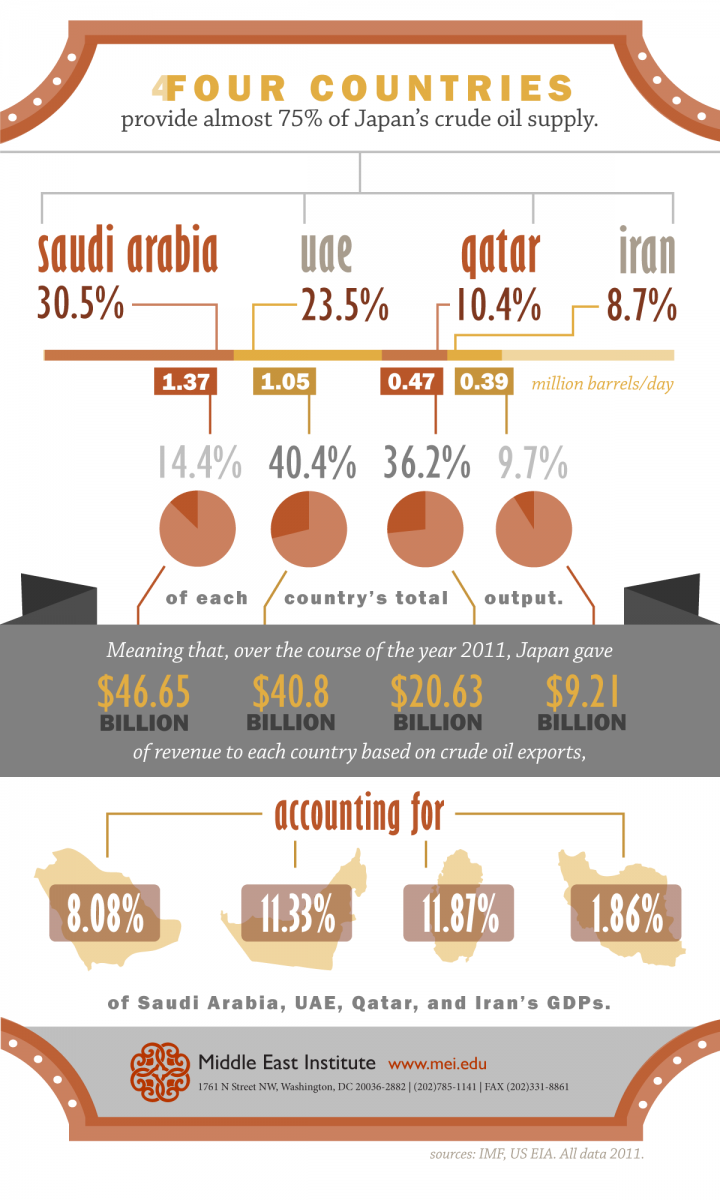 4FOUR COUNTRIES
provide almost 75% of Japan's crude oil supply.
saudi arabia uae qatar iran
30.5% 23.5% 10.4% 8.7%
1.37 1.05 0.47 0.39 million barrels/day
14.4% 40.4% 36.2% 9.7%
of each country's total output.
Meaning that, over the course of the year 2011, Japan gave
$46.65 $40.8 $20.63 $9.21
BILLION BILLION BILLION BILLION
of revenue to each country based on crude oil exports,
accounting for
8.08% 11.33% 11.87% 1.86%
of Saudi Arabia, UAE, Qatar, and Iran's GDPs.
Middle East Institute www.mei.edu
1761 N Street NW, Washington, DC 20036-2882 | (202)785-1141 | FAX (202)331-8861
sources: IMF, US EIA. All data 2011.